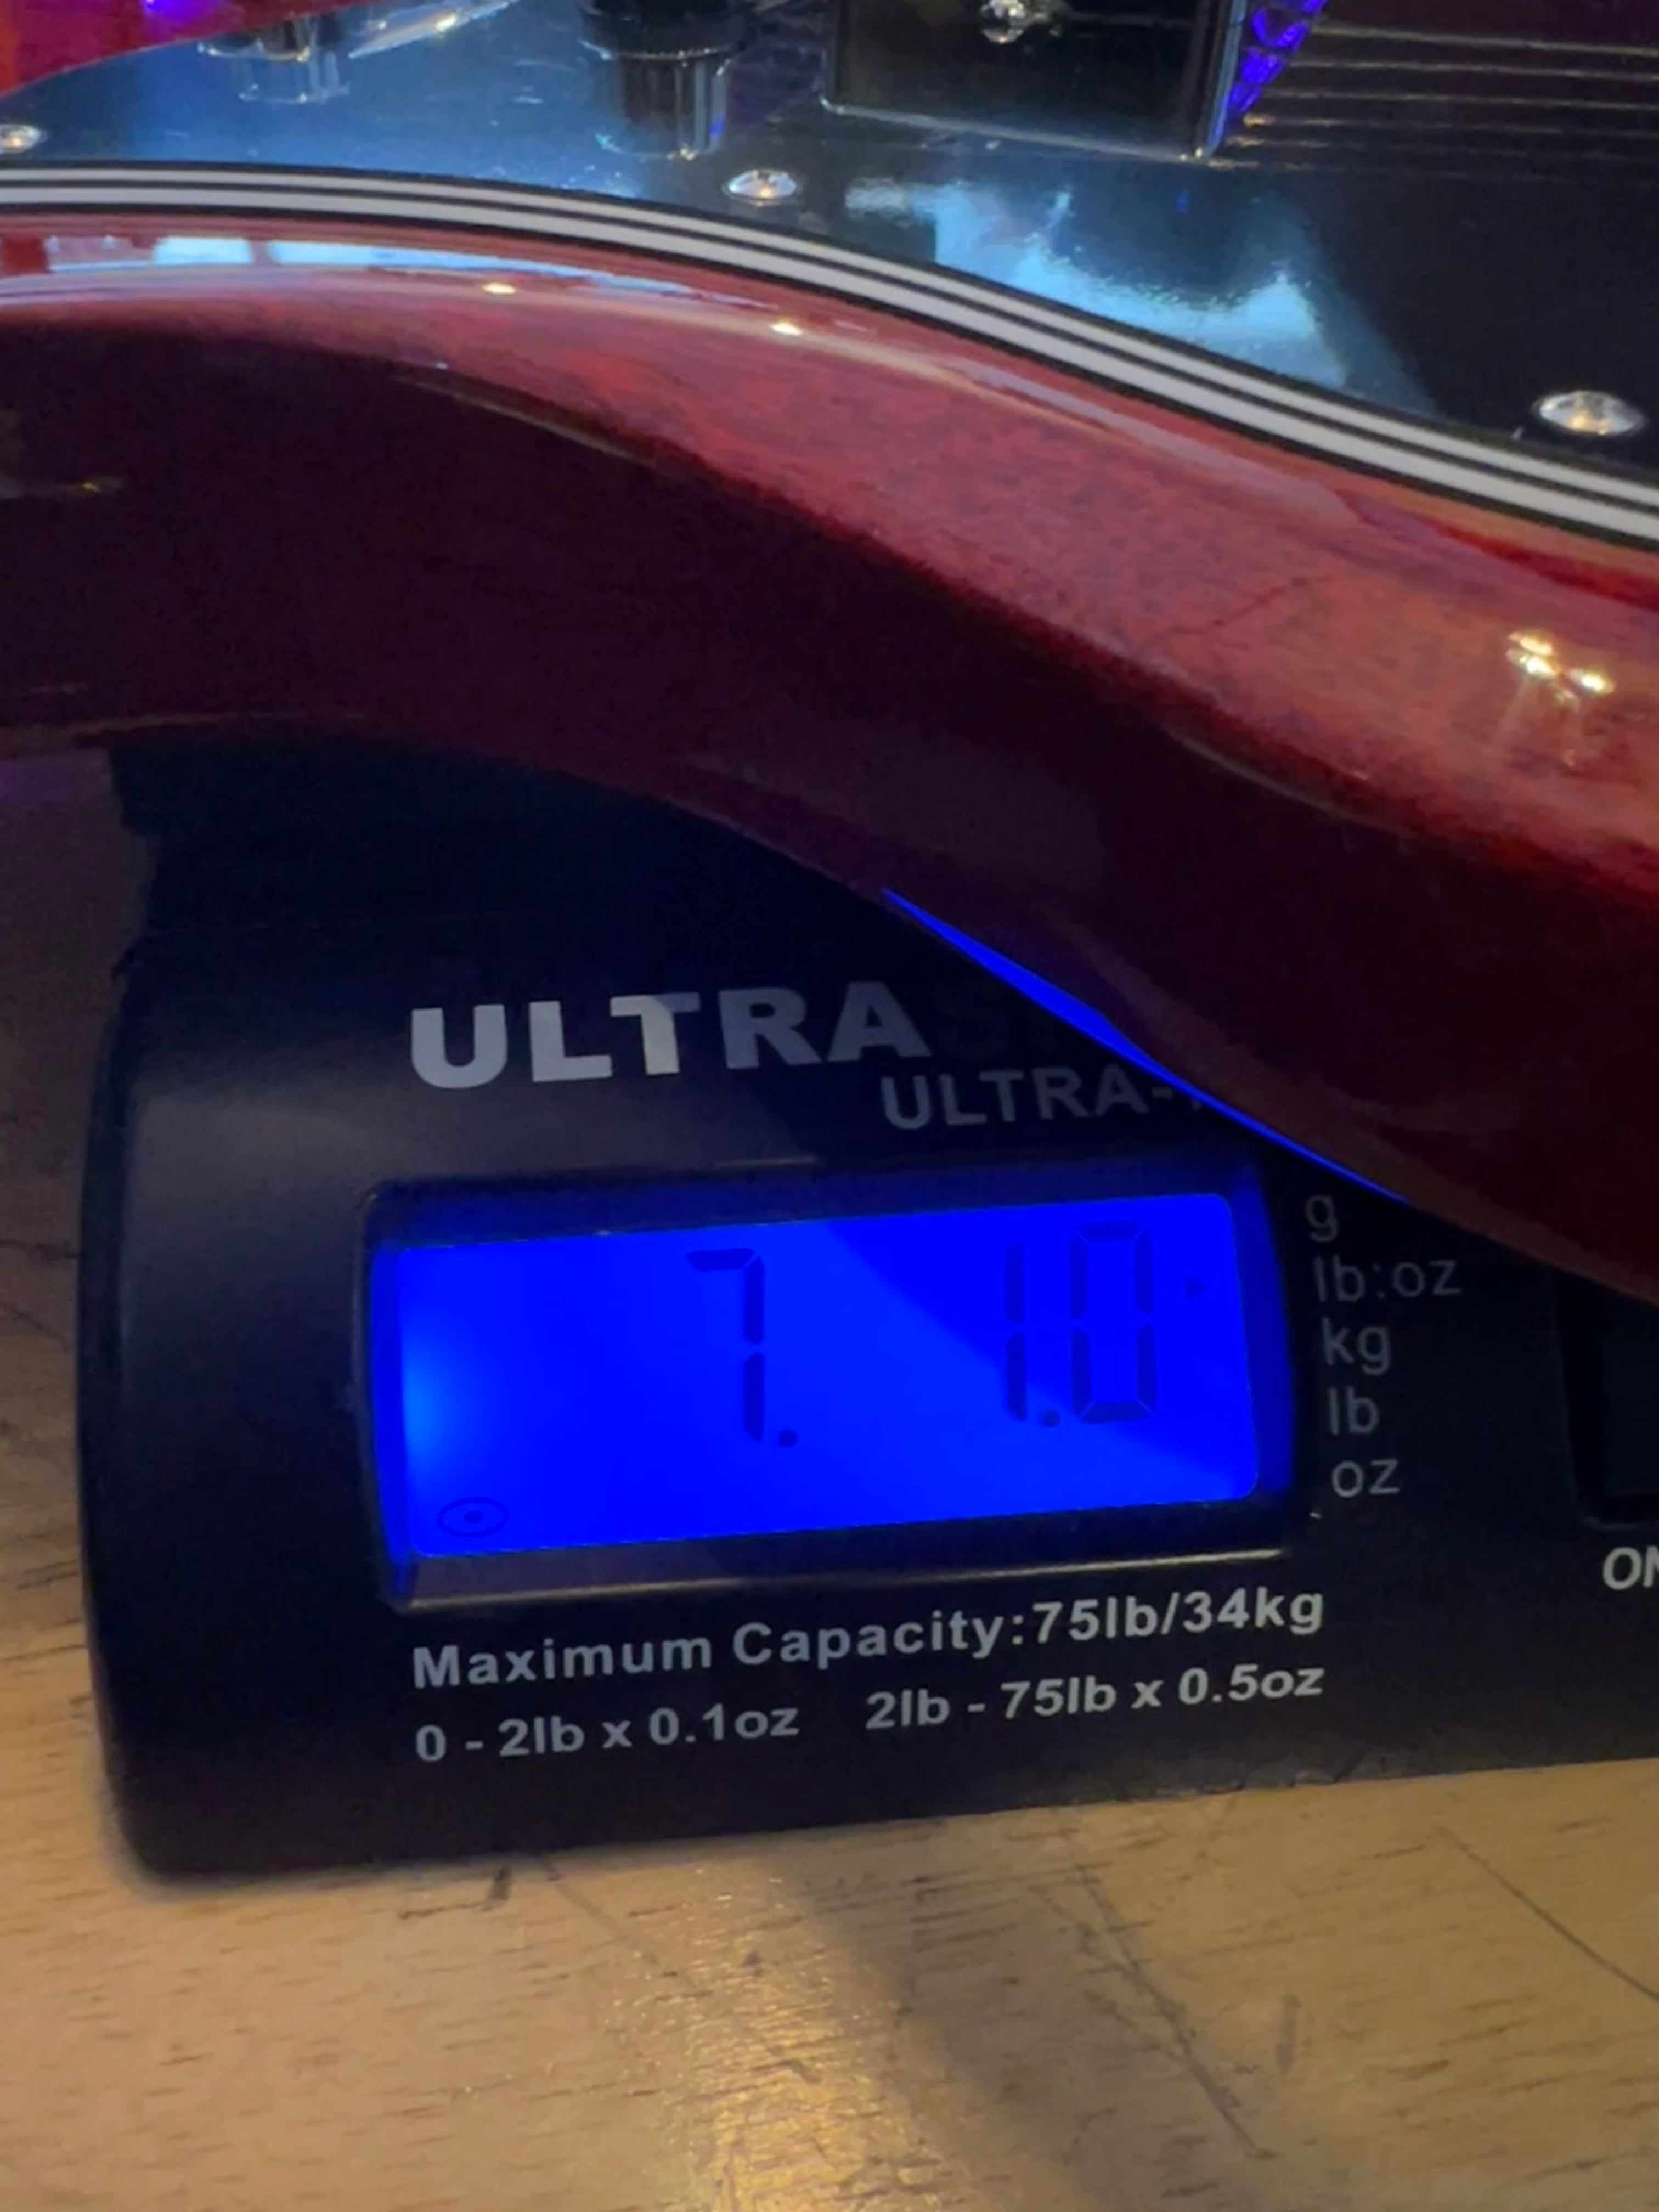 ULTRA
ULTRA-
7. 1.0
g
lb:oz
kg
lb
oz
ON
Maximum Capacity:75lb/34kg
0 - 2lb x 0.1oz 2lb - 75lb x 0.5oz